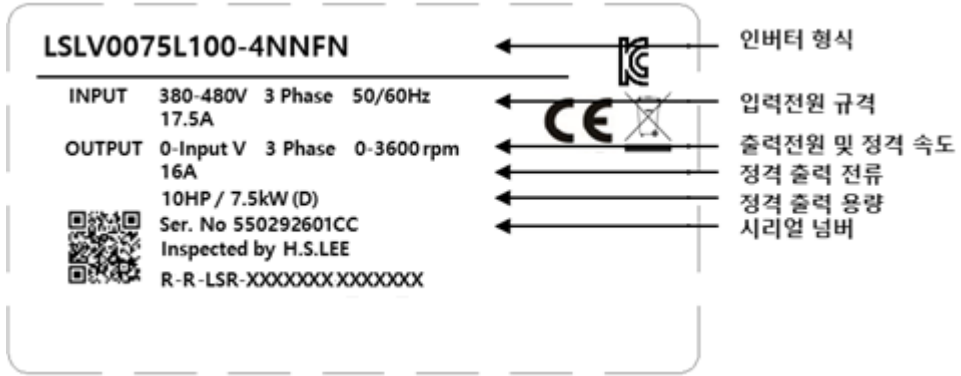 LSLV0075L100-4NNFN
인버터 형식
INPUT 380-480V 3 Phase 50/60Hz
입력전원 규격
17.5A
CE
OUTPUT 0-Input V 3 Phase 0-3600 rpm
출력전원 및 정격 속도
16A
정격 출력 전류
10HP / 7.5kW (D)
정격 출력 용량
Ser. No 550292601CC
시리얼 넘버
Inspected by H.S.LEE
R-R-LSR-XXXXXXX XXXXXXX